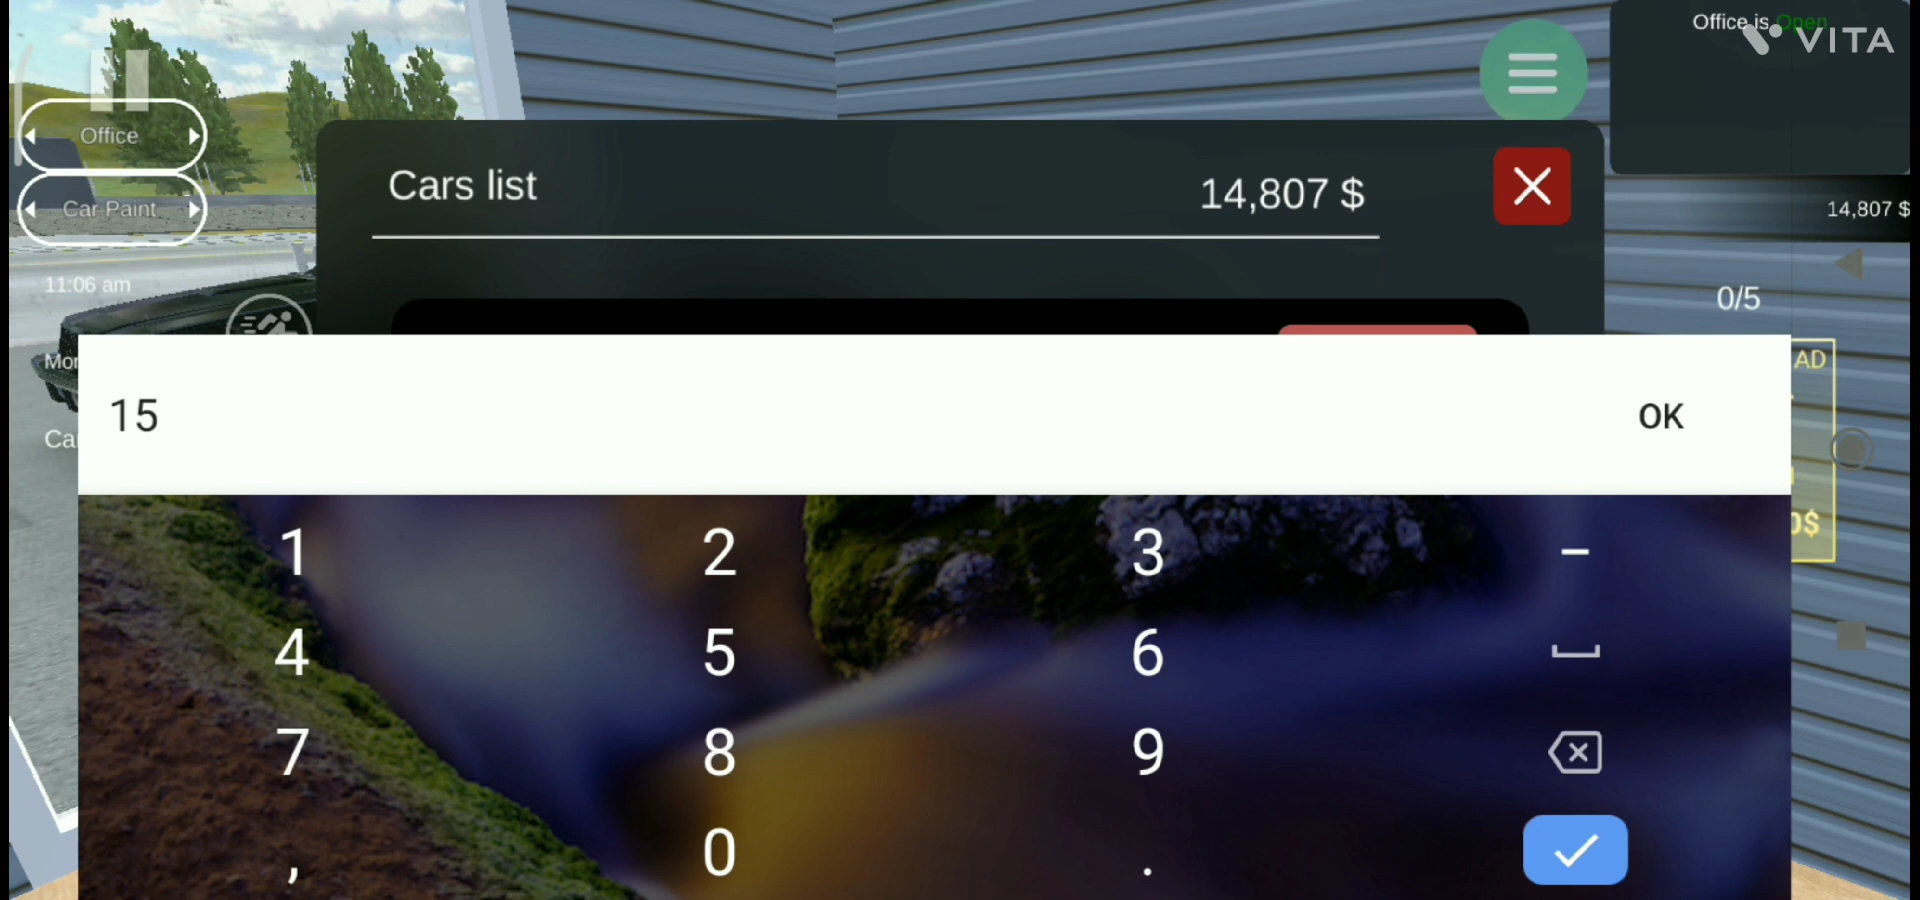 Office is Open
VITA
Office
Cars list
14,807 $
Car Paint
14,807 $
11:06 am
0/5
AD
15
OK
0$
1 2 3 -
4 5 6
7 8 9
, 0 .